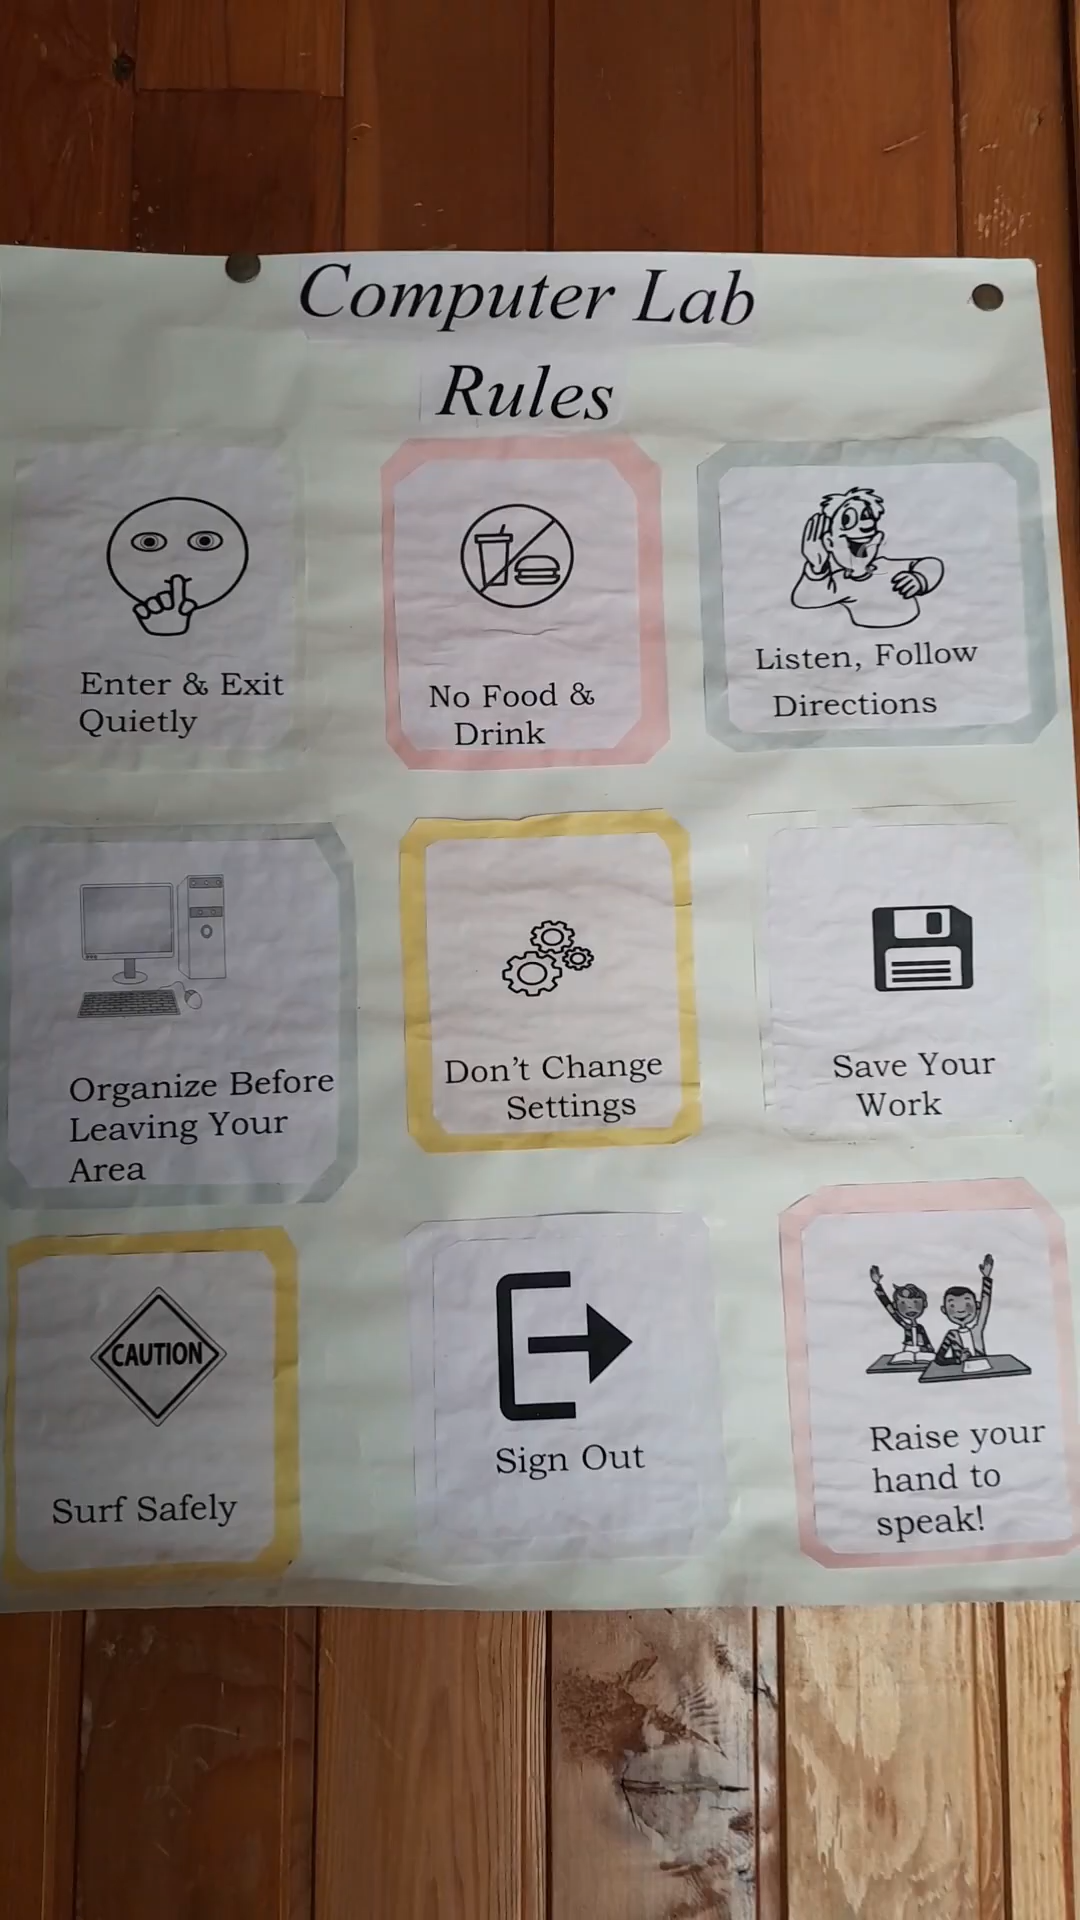 Computer Lab
Rules
Enter & Exit
Quietly
No Food &
Drink
Listen, Follow
Directions
Organize Before
Leaving Your
Area
Don't Change
Settings
Save Your
Work
CAUTION
Surf Safely
Sign Out
Raise your
hand to
speak!